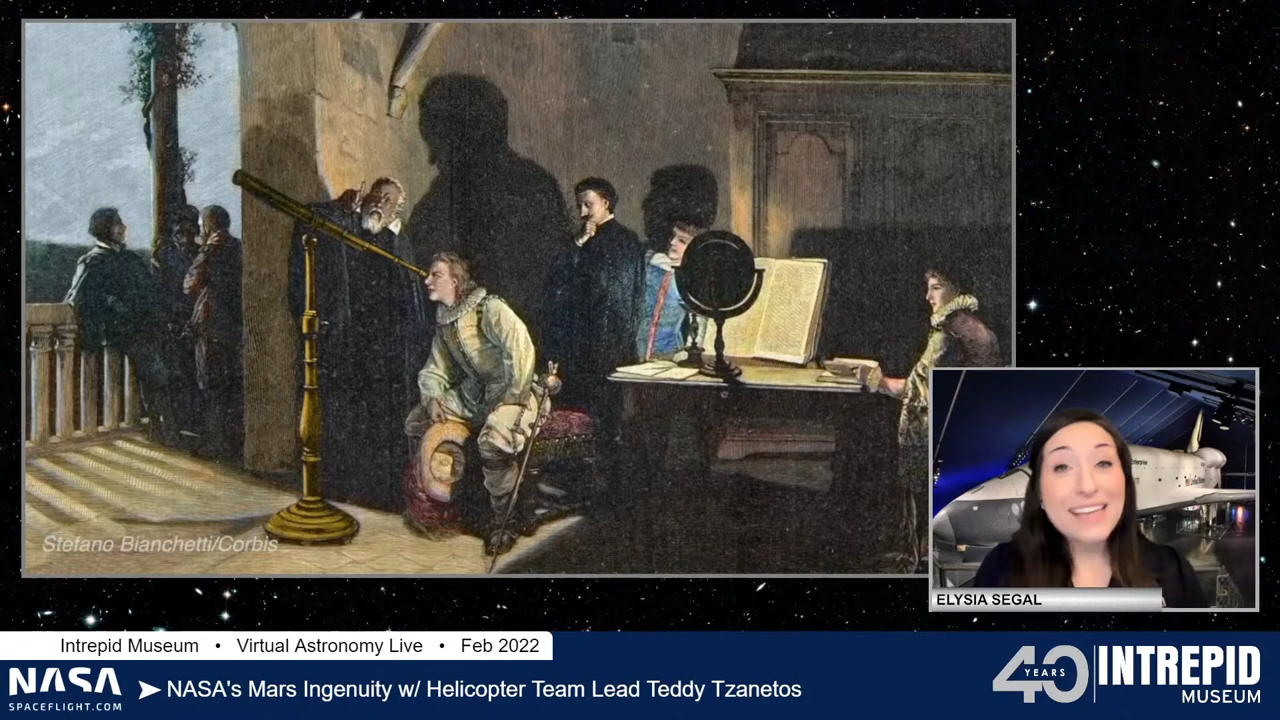 Stefano Bianchetti/Corbis
Enterprise
ELYSIA SEGAL
Intrepid Museum • Virtual Astronomy Live • Feb 2022
NASA
SPACEFLIGHT.COM
NASA's Mars Ingenuity w/ Helicopter Team Lead Teddy Tzanetos
40
YEARS
INTREPID
MUSEUM